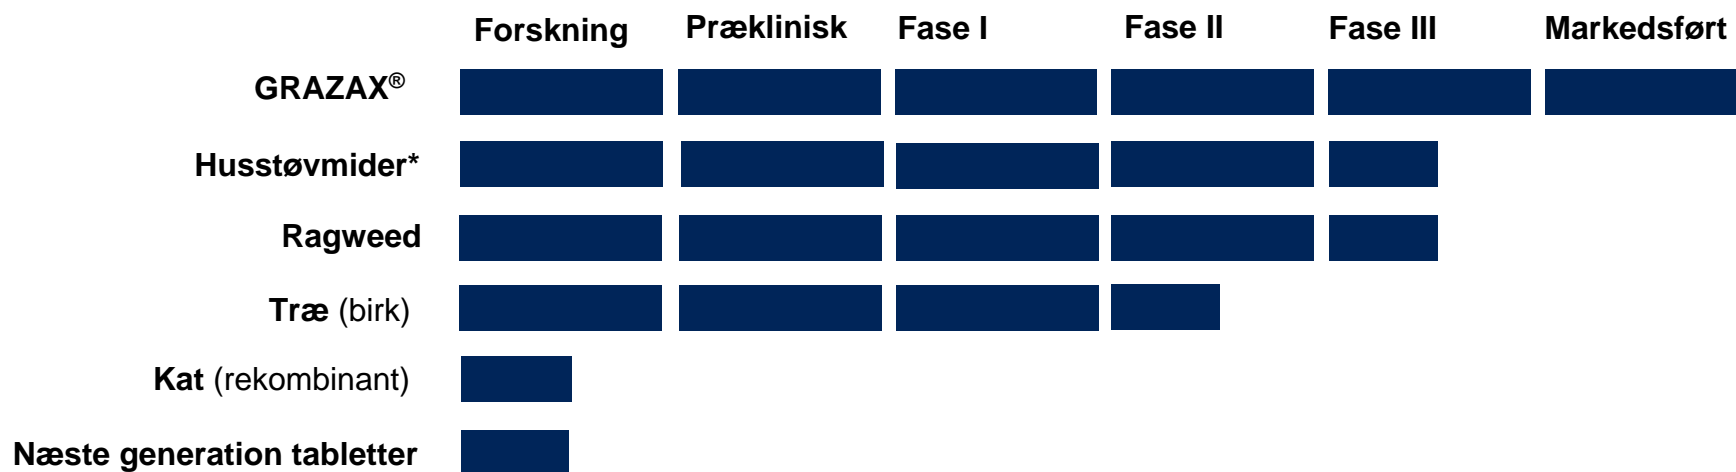 Forskning Præklinisk Fase I Fase II Fase III Markedsført
GRAZAX®
Husstøvmider*
Ragweed
Træ (birk)
Kat (rekombinant)
Næste generation tabletter